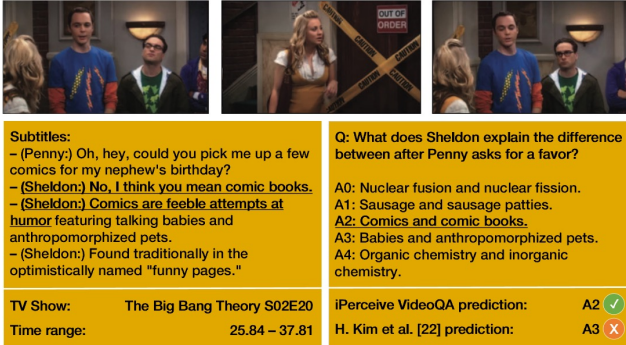 CAUTION
OUT OF
ORDER
CAUTION
CAUTION
CAUTION
Subtitles:
– (Penny:) Oh, hey, could you pick me up a few
comics for my nephew's birthday?
– (Sheldon:) No, I think you mean comic books.
– (Sheldon:) Comics are feeble attempts at
humor featuring talking babies and
anthropomorphized pets.
– (Sheldon:) Found traditionally in the
optimistically named "funny pages."
TV Show: The Big Bang Theory S02E20
Time range: 25.84 – 37.81
Q: What does Sheldon explain the difference
between after Penny asks for a favor?
A0: Nuclear fusion and nuclear fission.
A1: Sausage and sausage patties.
A2: Comics and comic books.
A3: Babies and anthropomorphized pets.
A4: Organic chemistry and inorganic
chemistry.
iPerceive VideoQA prediction: A2
H. Kim et al. [22] prediction: A3